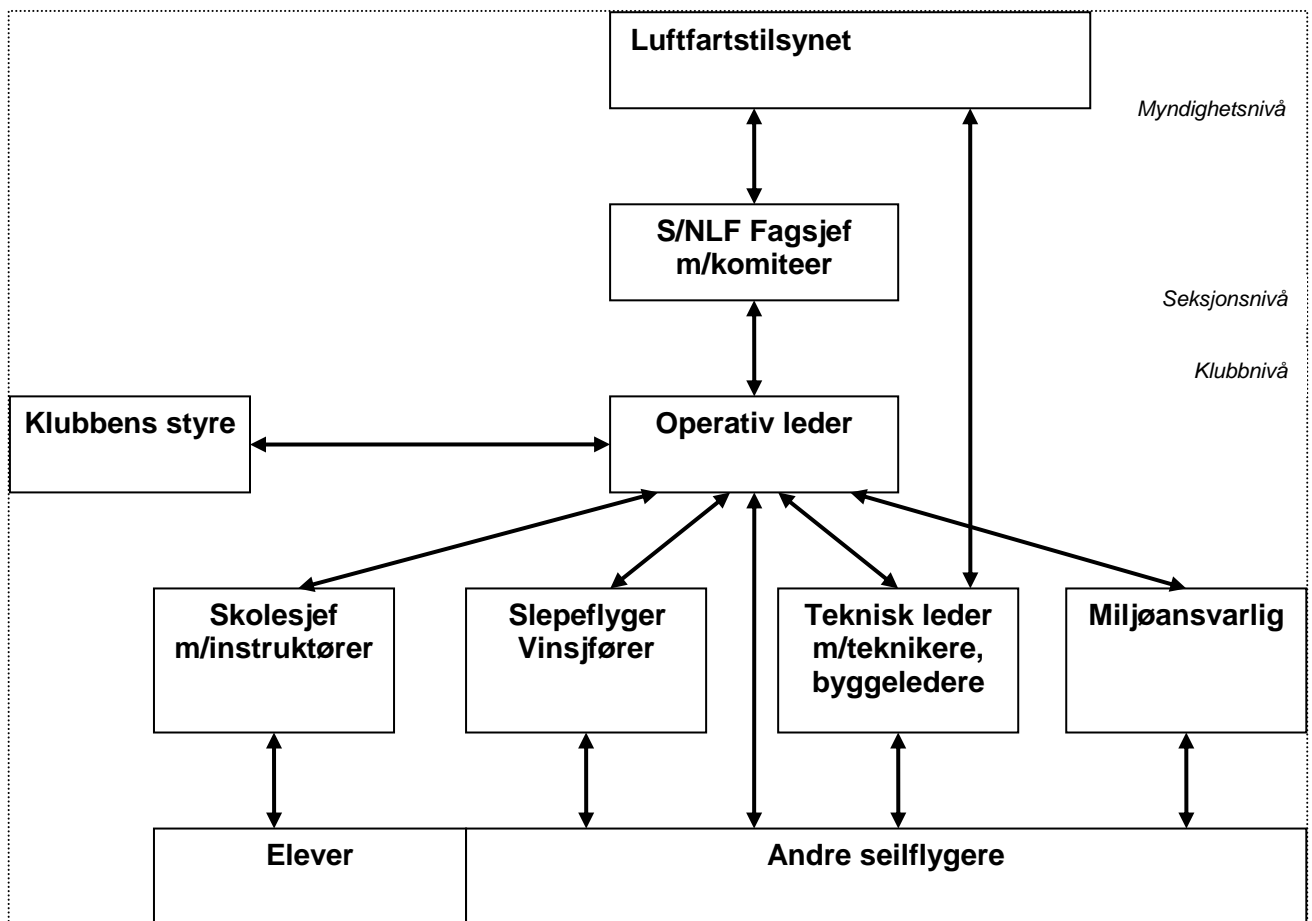 Luftfartstilsynet
Myndighetsnivå
S/NLF Fagsjef
m/komiteer
Seksjonsnivå
Klubbnivå
Klubbens styre
Operativ leder
Skolesjef
m/instruktører
Slepeflyger
Vinsjfører
Teknisk leder
m/teknikere,
byggeledere
Miljøansvarlig
Elever
Andre seilflygere